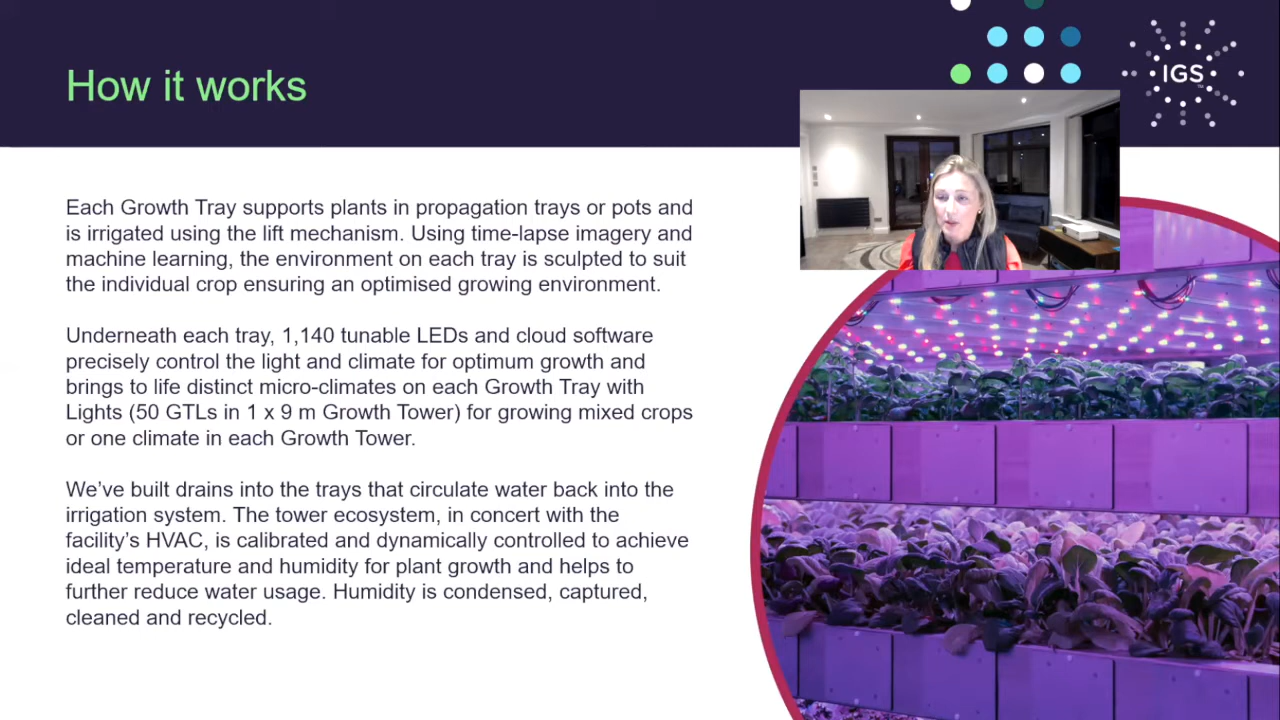 How it works
IGS
TM
Each Growth Tray supports plants in propagation trays or pots and
is irrigated using the lift mechanism. Using time-lapse imagery and
machine learning, the environment on each tray is sculpted to suit
the individual crop ensuring an optimised growing environment.
Underneath each tray, 1,140 tunable LEDs and cloud software
precisely control the light and climate for optimum growth and
brings to life distinct micro-climates on each Growth Tray with
Lights (50 GTLs in 1 x 9 m Growth Tower) for growing mixed crops
or one climate in each Growth Tower.
We’ve built drains into the trays that circulate water back into the
irrigation system. The tower ecosystem, in concert with the
facility’s HVAC, is calibrated and dynamically controlled to achieve
ideal temperature and humidity for plant growth and helps to
further reduce water usage. Humidity is condensed, captured,
cleaned and recycled.